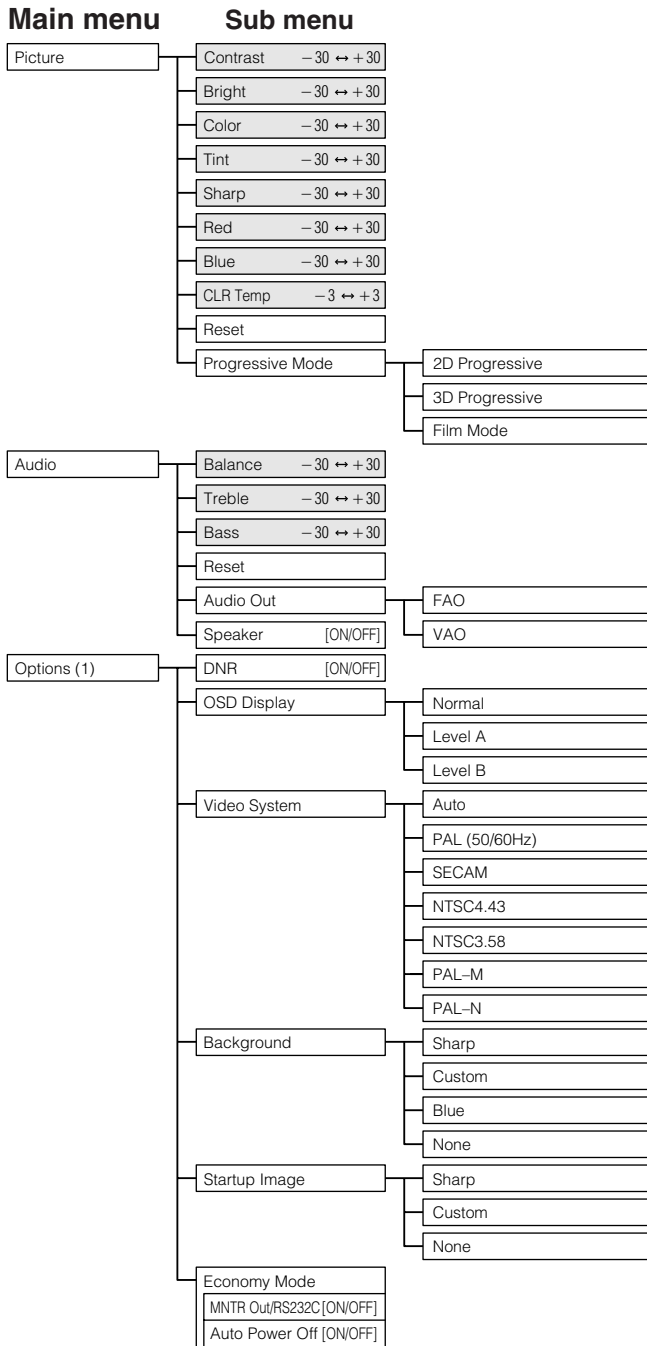 Main menu Sub menu
Picture Contrast −30 ↔ +30
Bright −30 ↔ +30
Color −30 ↔ +30
Tint −30 ↔ +30
Sharp −30 ↔ +30
Red −30 ↔ +30
Blue −30 ↔ +30
CLR Temp −3 ↔ +3
Reset
Progressive Mode 2D Progressive
3D Progressive
Film Mode
Audio Balance −30 ↔ +30
Treble −30 ↔ +30
Bass −30 ↔ +30
Reset
Audio Out FAO
Speaker [ON/OFF] VAO
Options (1) DNR [ON/OFF]
OSD Display Normal
Level A
Level B
Video System Auto
PAL (50/60Hz)
SECAM
NTSC4.43
NTSC3.58
PAL–M
PAL–N
Background Sharp
Custom
Blue
None
Startup Image Sharp
Custom
None
Economy Mode
MNTR Out/RS232C [ON/OFF]
Auto Power Off [ON/OFF]